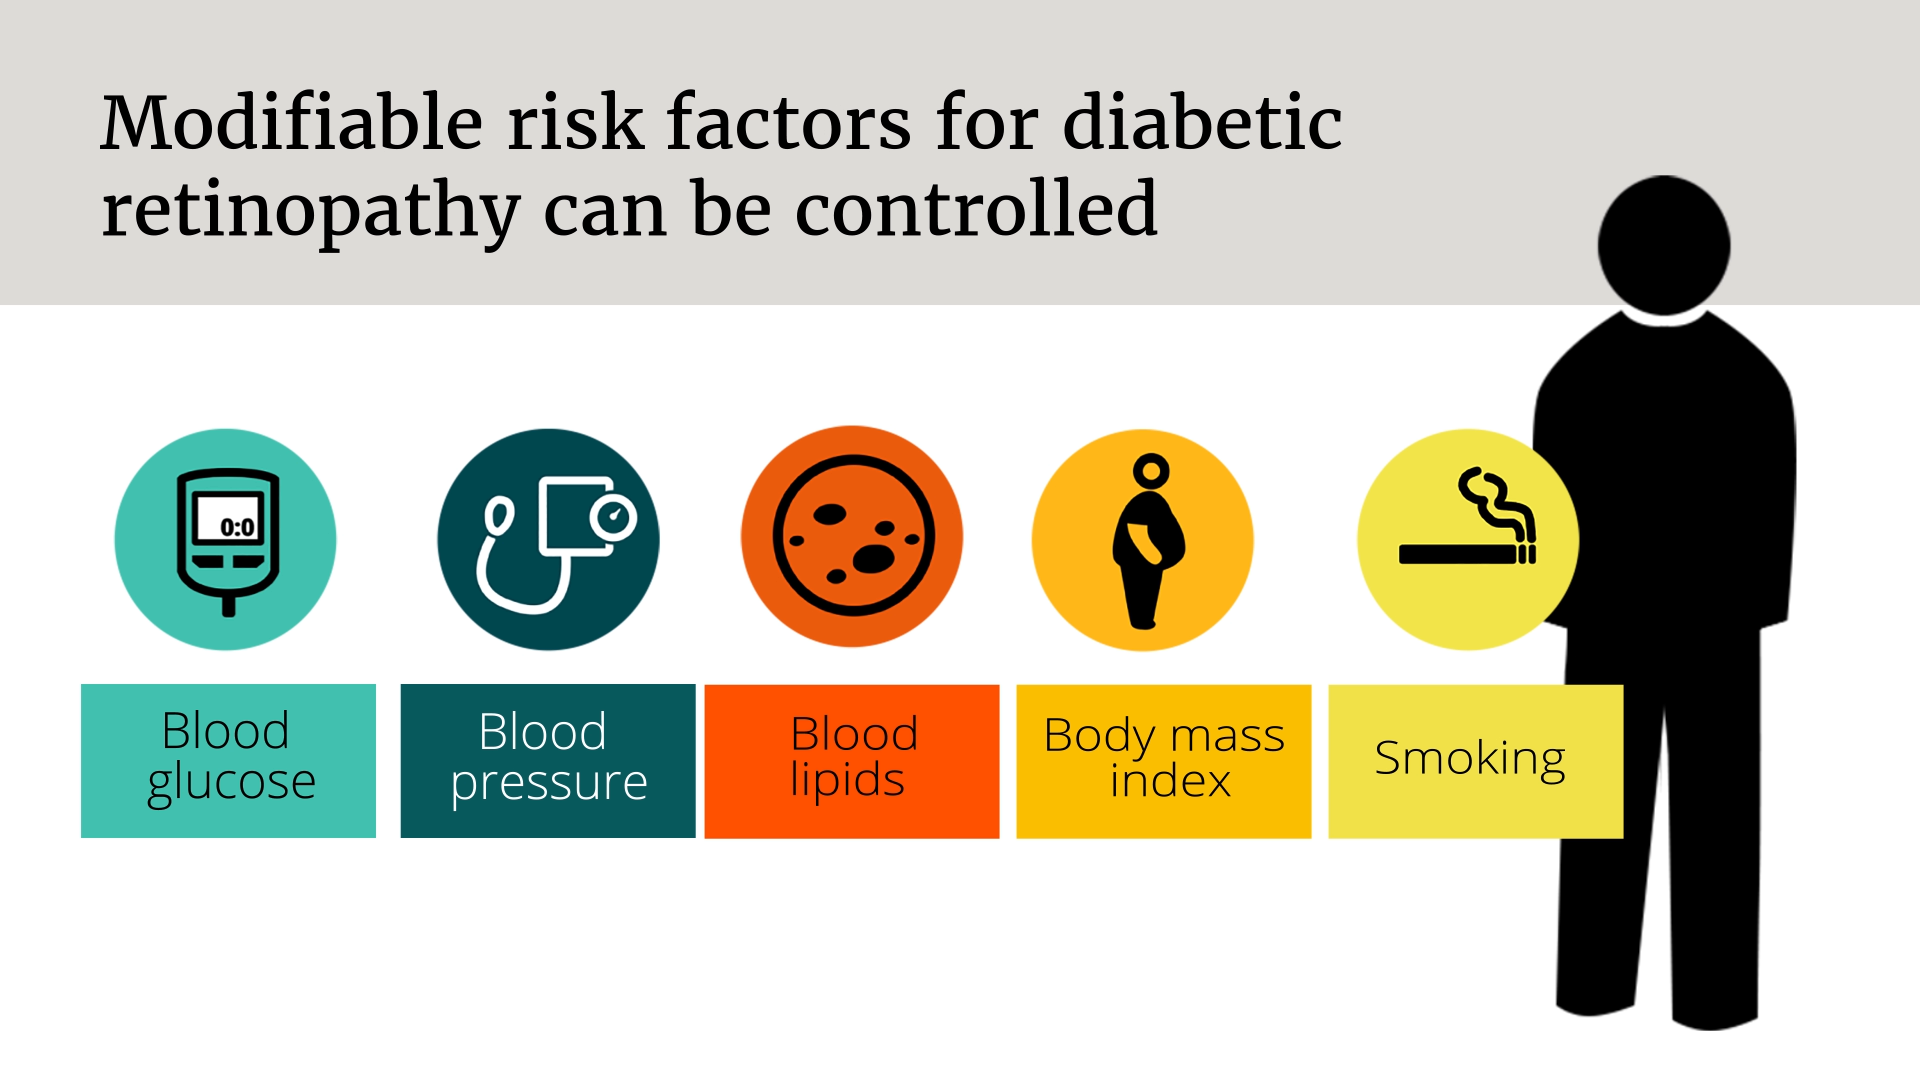 Modifiable risk factors for diabetic
retinopathy can be controlled
0:0
Blood
glucose
Blood
pressure
Blood
lipids
Body mass
index
Smoking